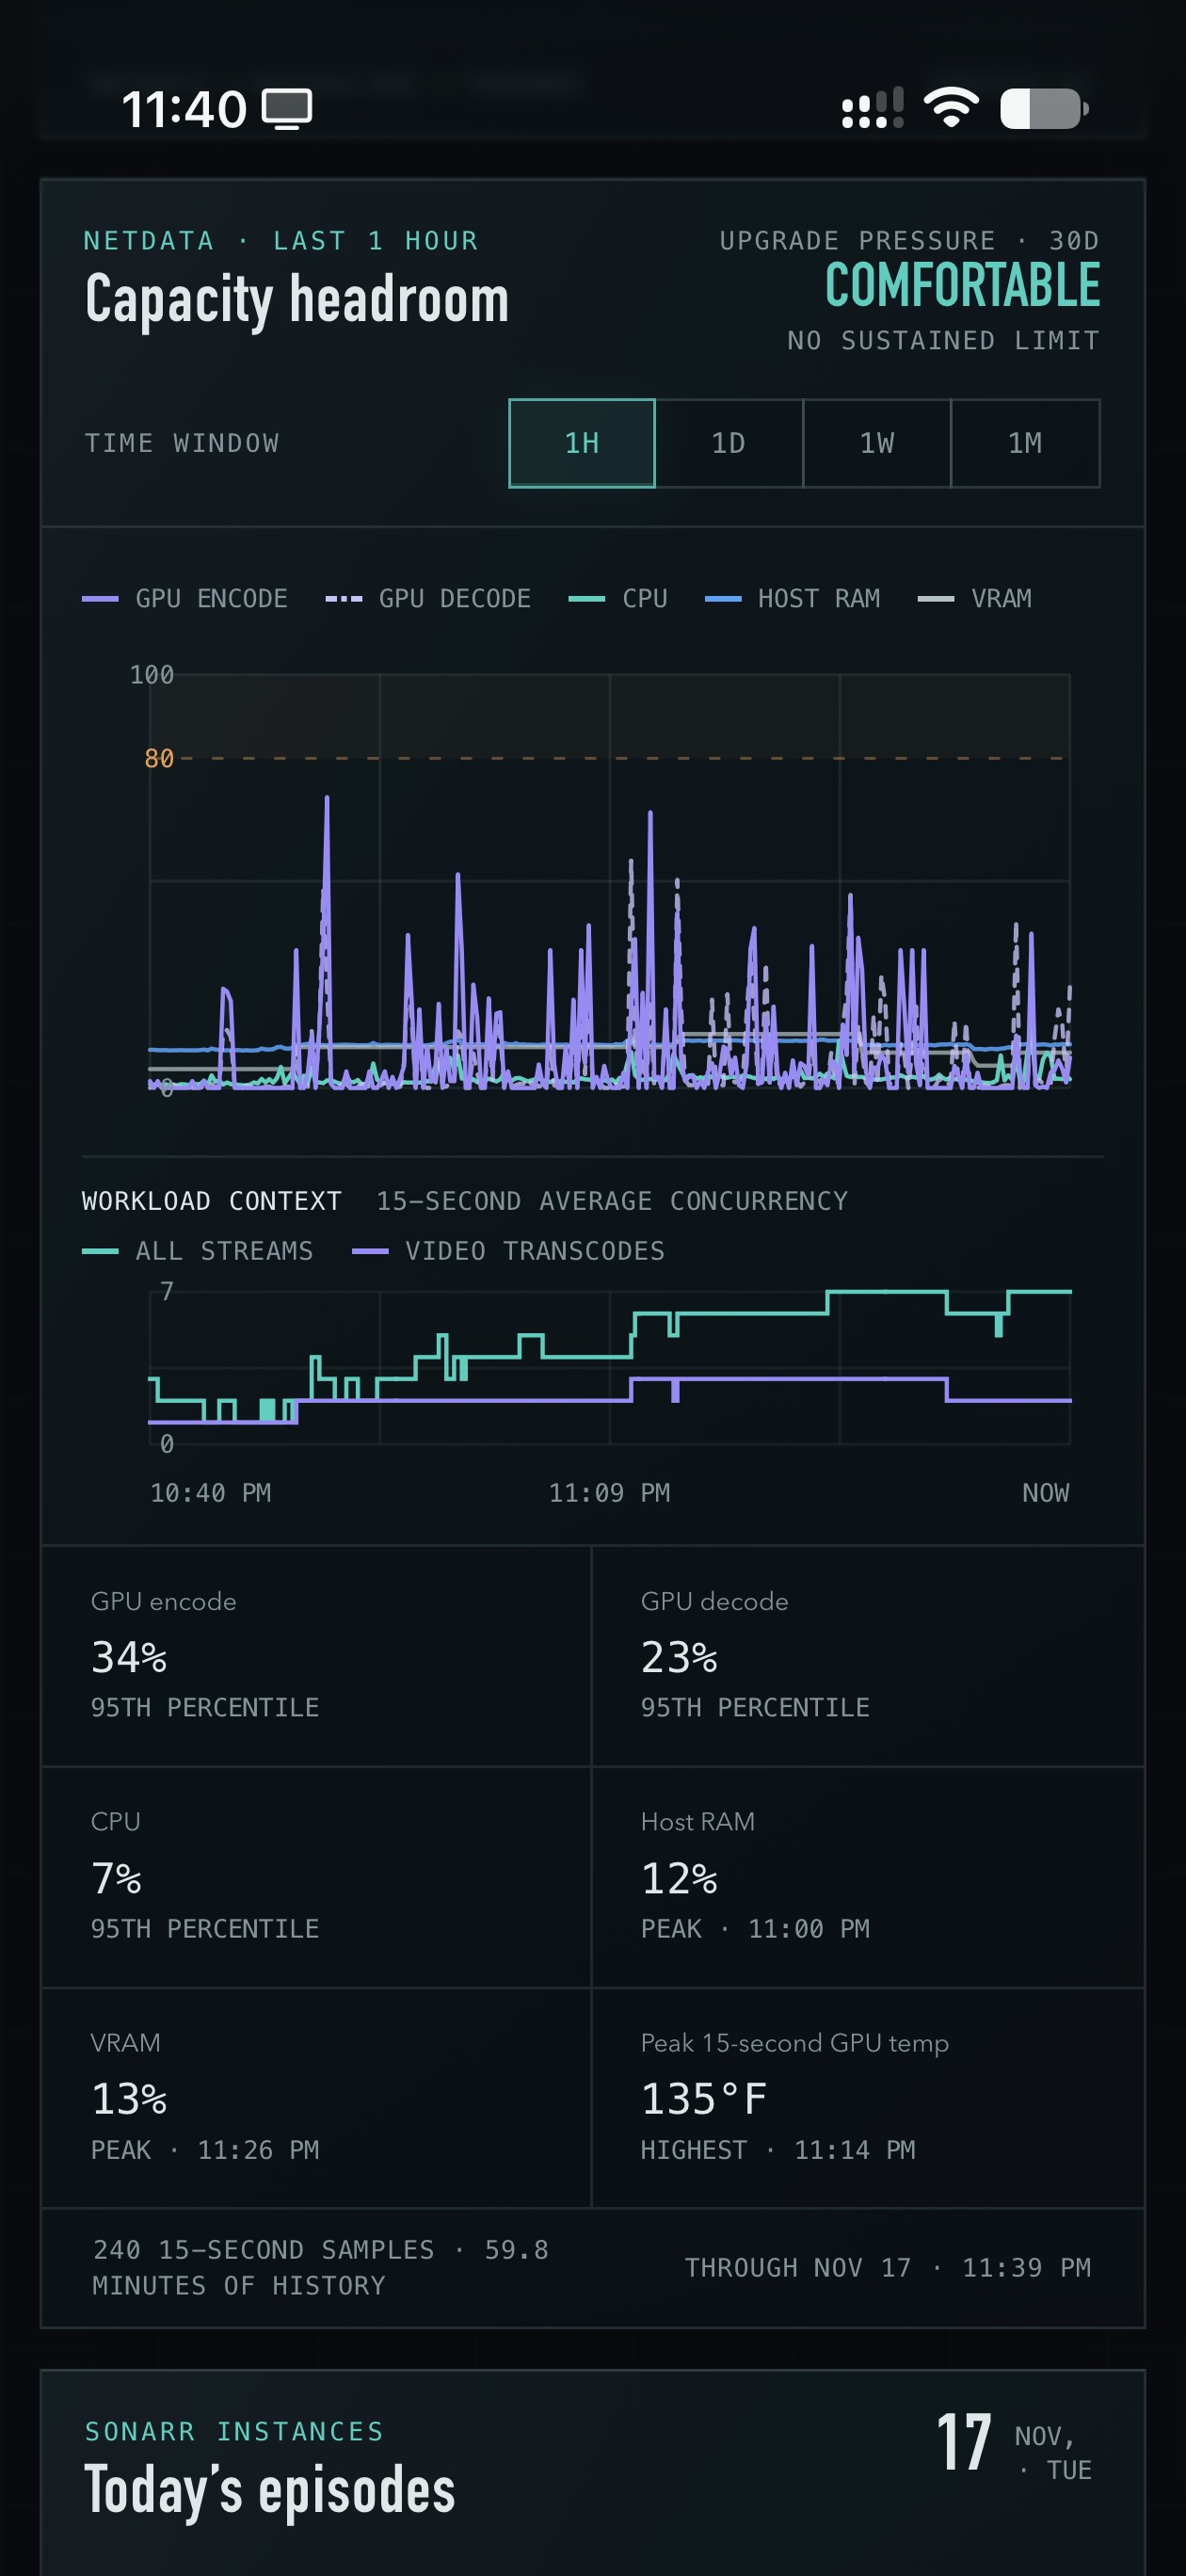 11:40
NETDATA · LAST 1 HOUR
Capacity headroom
UPGRADE PRESSURE · 30D
COMFORTABLE
NO SUSTAINED LIMIT
TIME WINDOW
1H 1D 1W 1M
GPU ENCODE GPU DECODE CPU HOST RAM VRAM
100
80
0
WORKLOAD CONTEXT 15–SECOND AVERAGE CONCURRENCY
ALL STREAMS VIDEO TRANSCODES
7
0
10:40 PM 11:09 PM NOW
GPU encode
34%
95TH PERCENTILE
GPU decode
23%
95TH PERCENTILE
CPU
7%
95TH PERCENTILE
Host RAM
12%
PEAK · 11:00 PM
VRAM
13%
PEAK · 11:26 PM
Peak 15-second GPU temp
135°F
HIGHEST · 11:14 PM
240 15–SECOND SAMPLES · 59.8
MINUTES OF HISTORY
THROUGH NOV 17 · 11:39 PM
SONARR INSTANCES
Today’s episodes
17 NOV,
· TUE